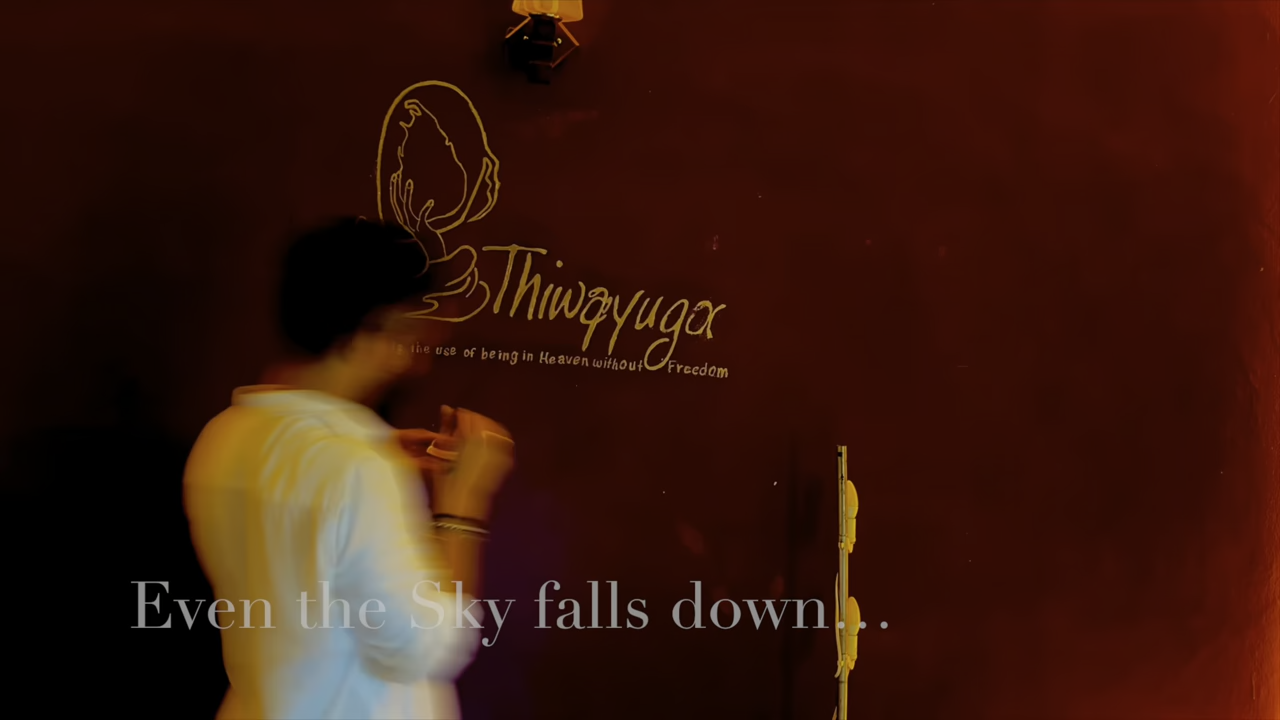 Thiwayuga
the use of being in Heaven without Freedom
Even the Sky falls down...